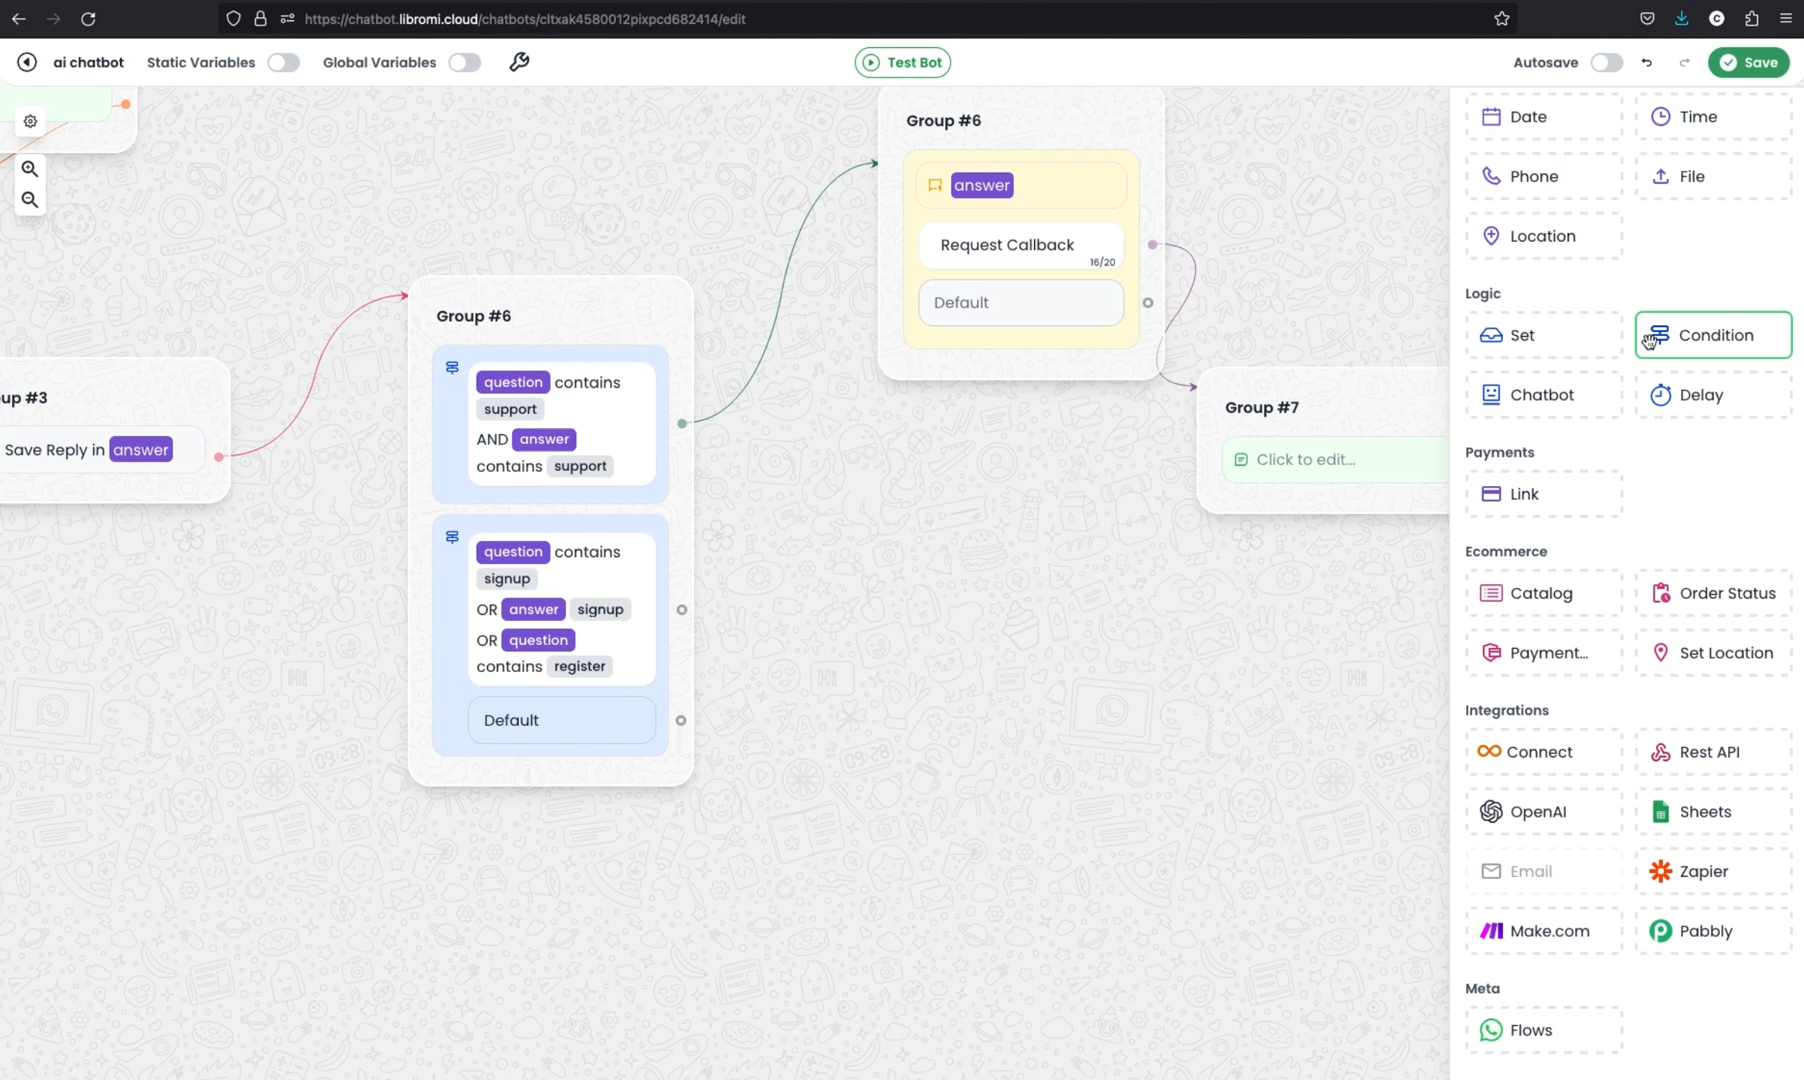 https://chatbot.libromi.cloud/chatbots/cltxak4580012pixpcd682414/edit
ai chatbot
Static Variables
Global Variables
Test Bot
Autosave
Save
Group #6
answer
Request Callback
16/20
Default
Group #6
question contains
support
AND answer
contains support
question contains
signup
OR answer signup
OR question
contains register
Default
up #3
Save Reply in answer
Group #7
Click to edit...
Date
Time
Phone
File
Location
Logic
Set
Condition
Chatbot
Delay
Payments
Link
Ecommerce
Catalog
Order Status
Payment...
Set Location
Integrations
Connect
Rest API
OpenAI
Sheets
Email
Zapier
Make.com
Pabbly
Meta
Flows